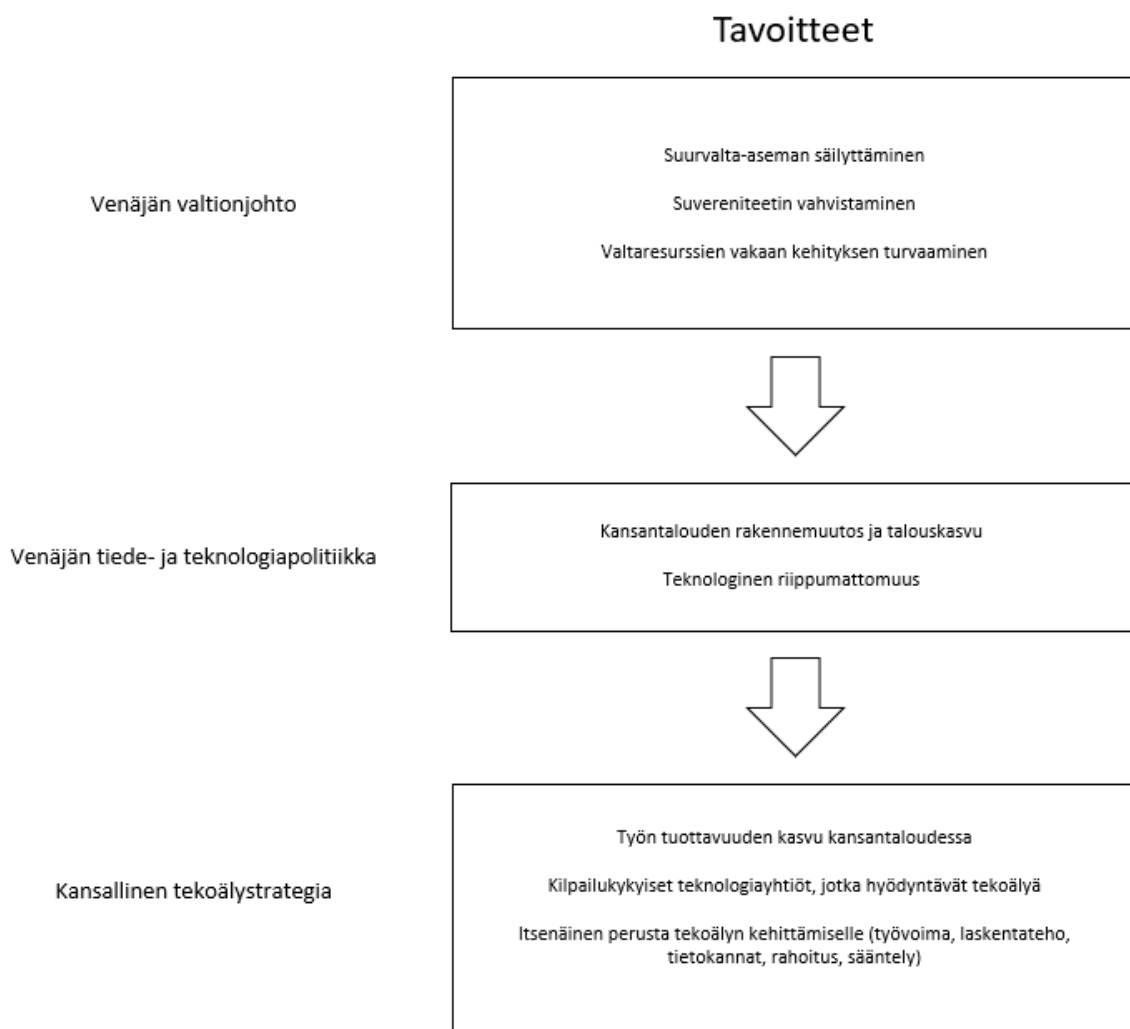 Tavoitteet
Venäjän valtionjohto
Suurvalta-aseman säilyttäminen
Suvereniteetin vahvistaminen
Valtaresurssien vakaan kehityksen turvaaminen
Venäjän tiede- ja teknologiapolitiikka
Kansantalouden rakennemuutos ja talouskasvu
Teknologinen riippumattomuus
Kansallinen tekoälystrategia
Työn tuottavuuden kasvu kansantaloudessa
Kilpailukykyiset teknologiayhtiöt, jotka hyödyntävät tekoälyä
Itsenäinen perusta tekoälyn kehittämiselle (työvoima, laskentateho,
tietokannat, rahoitus, sääntely)